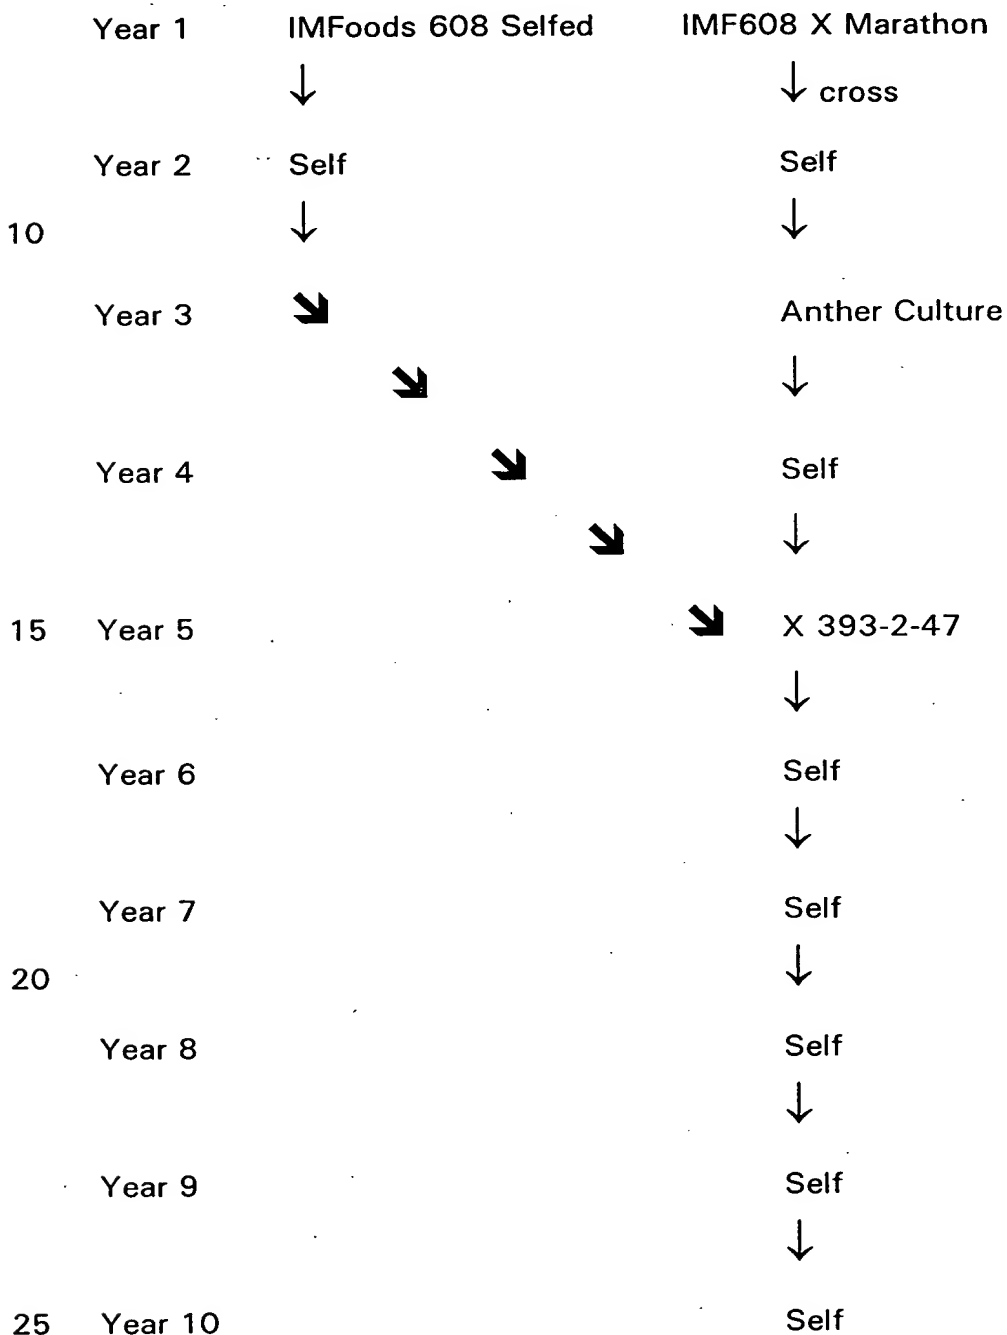 Year 1 IMFoods 608 Selfed IMF608 X Marathon
↓ ↓ cross
Year 2 Self Self
10 ↓ ↓
Year 3 Anther Culture
↓
Year 4 Self
↓
15 Year 5 X 393-2-47
↓
Year 6 Self
↓
Year 7 Self
20 ↓
Year 8 Self
↓
Year 9 Self
↓
25 Year 10 Self